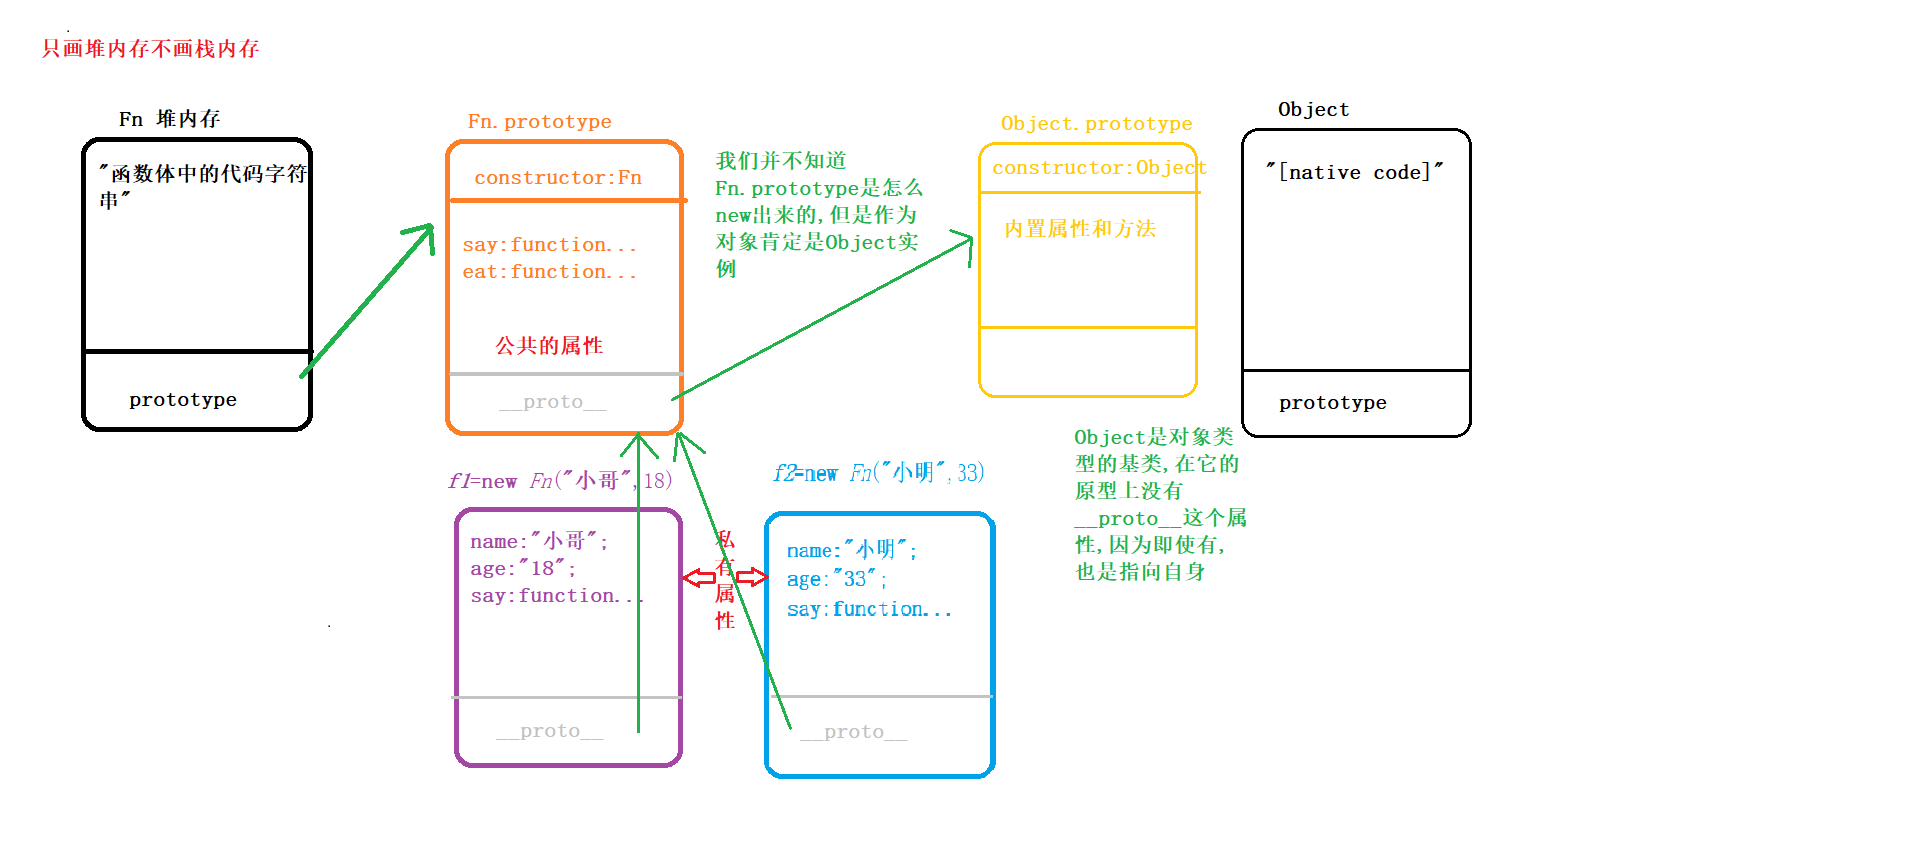 只画堆内存不画栈内存
Fn 堆内存
"函数体中的代码字符
串"
prototype
Fn.prototype
constructor:Fn
say:function...
eat:function...
公共的属性
__proto__
我们并不知道
Fn.prototype是怎么
new出来的,但是作为
对象肯定是Object实
例
Object.prototype
constructor:Object
内置属性和方法
Object
"[native code]"
prototype
Object是对象类
型的基类,在它的
原型上没有
__proto__这个属
性,因为即使有,
也是指向自身
f1=new Fn("小哥",18)
name:"小哥";
age:"18";
say:function...
__proto__
私
有
属
性
f2=new Fn("小明",33)
name:"小明";
age:"33";
say:function...
__proto__